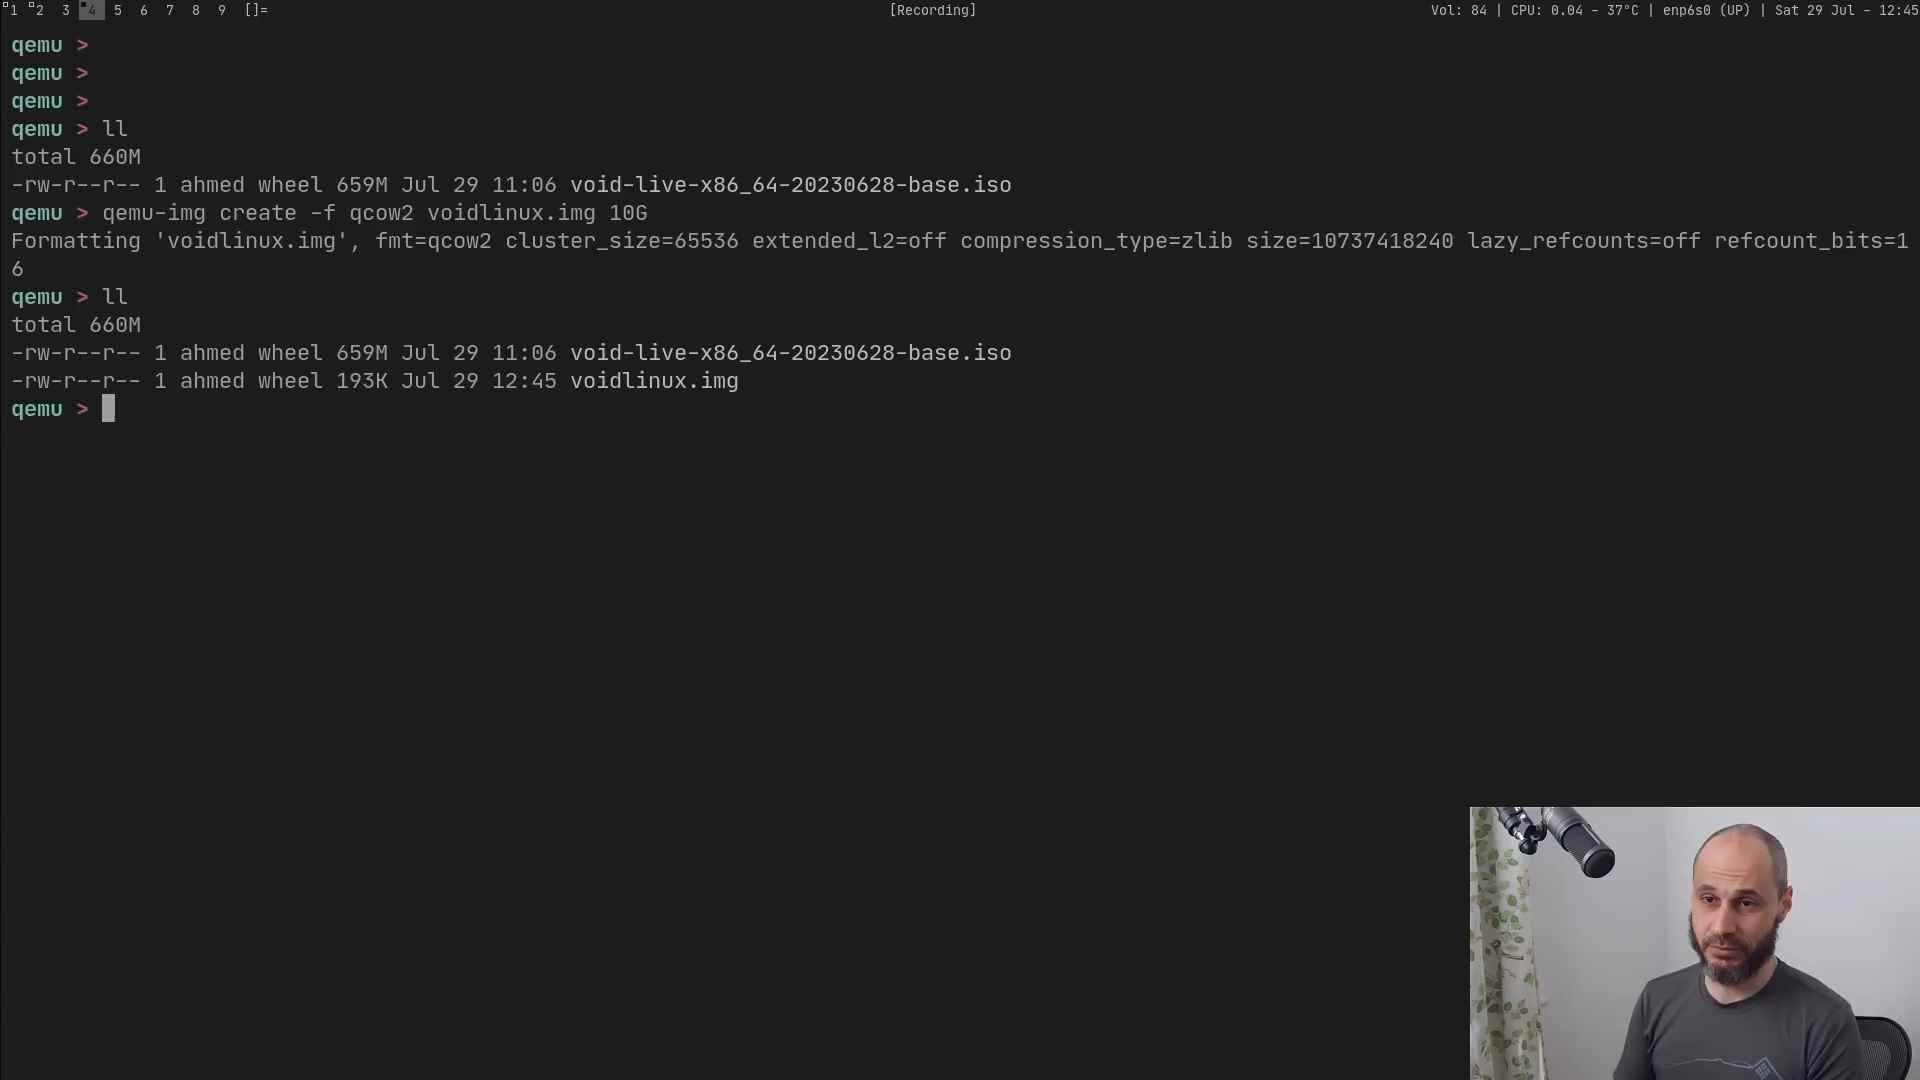 1 2 3 4 5 6 7 8 9 []= [Recording] Vol: 84 | CPU: 0.04 - 37°C | enp6s0 (UP) | Sat 29 Jul - 12:45
qemu >
qemu >
qemu >
qemu > ll
total 660M
-rw-r--r-- 1 ahmed wheel 659M Jul 29 11:06 void-live-x86_64-20230628-base.iso
qemu > qemu-img create -f qcow2 voidlinux.img 10G
Formatting 'voidlinux.img', fmt=qcow2 cluster_size=65536 extended_l2=off compression_type=zlib size=10737418240 lazy_refcounts=off refcount_bits=1
6
qemu > ll
total 660M
-rw-r--r-- 1 ahmed wheel 659M Jul 29 11:06 void-live-x86_64-20230628-base.iso
-rw-r--r-- 1 ahmed wheel 193K Jul 29 12:45 voidlinux.img
qemu >